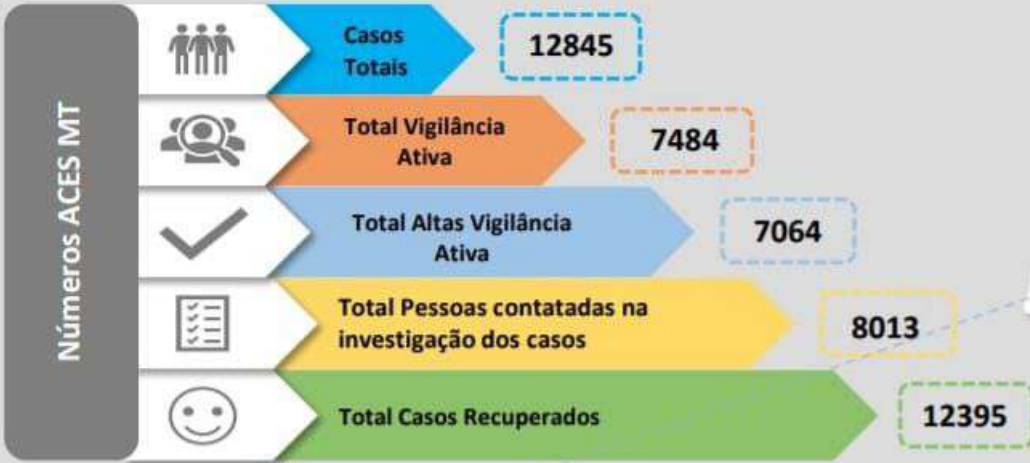 Números ACES MT
Casos
Totais
12845
Total Vigilância
Ativa
7484
Total Altas Vigilância
Ativa
7064
Total Pessoas contatadas na
investigação dos casos
8013
Total Casos Recuperados
12395